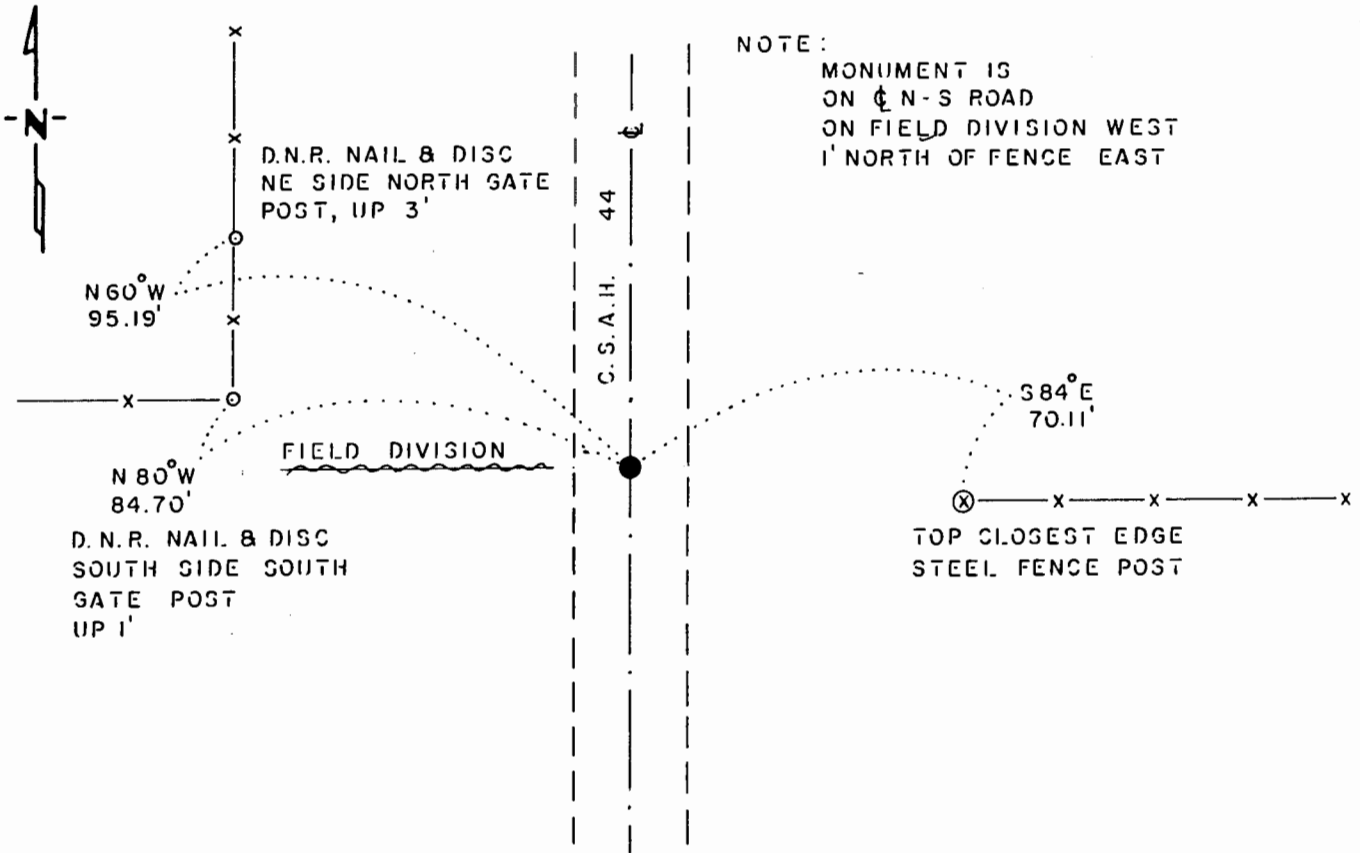 NOTE:
MONUMENT IS
ON ℄ N-S ROAD
ON FIELD DIVISION WEST
1' NORTH OF FENCE EAST
-N-
D.N.R. NAIL & DISC
NE SIDE NORTH GATE
POST, UP 3'
℄
C.S.A.H. 44
N 60°W
95.19'
S 84°E
70.11'
FIELD DIVISION
N 80°W
84.70'
D.N.R. NAIL & DISC
SOUTH SIDE SOUTH
GATE POST
UP 1'
TOP CLOSEST EDGE
STEEL FENCE POST